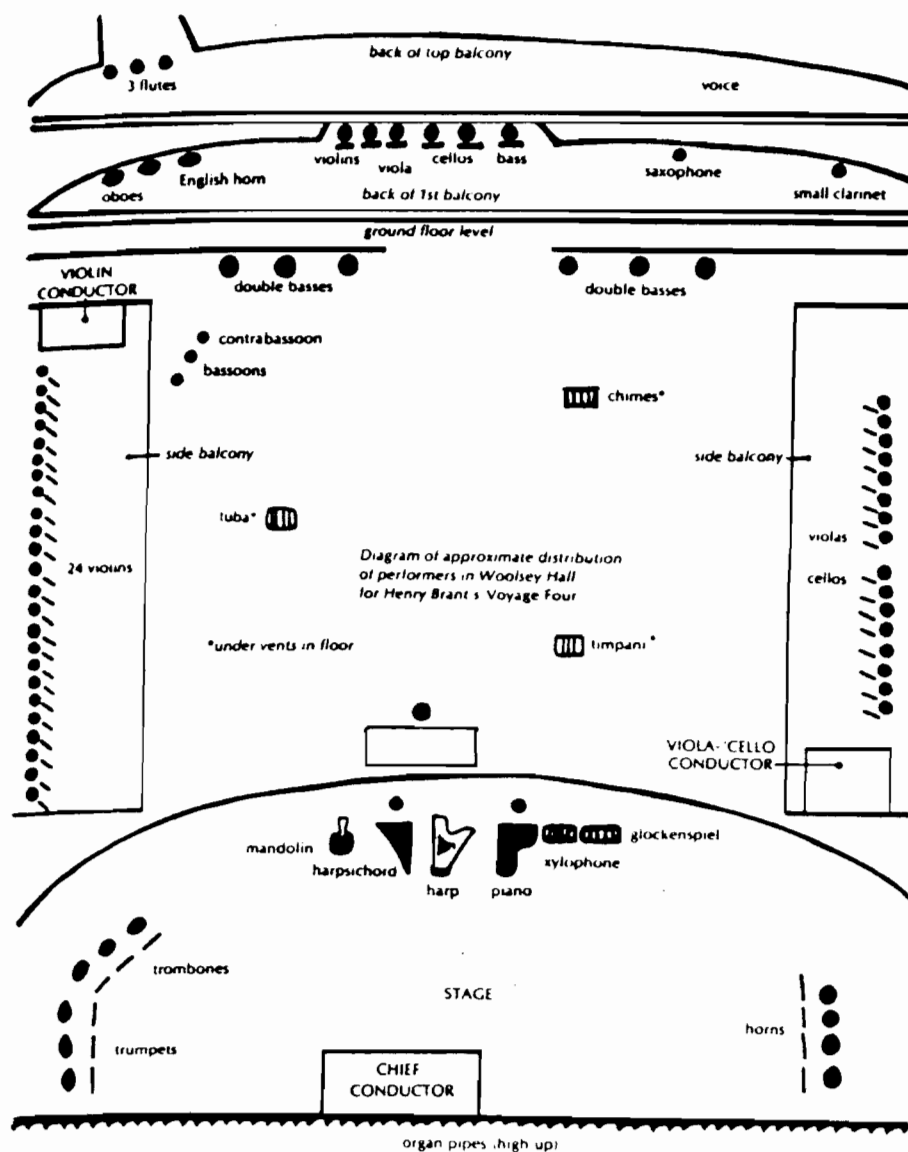 back of top balcony
3 flutes
voice
violins
viola
cellos
bass
saxophone
small clarinet
oboes
English horn
back of 1st balcony
ground floor level
double basses
double basses
VIOLIN
CONDUCTOR
contrabassoon
bassoons
chimes*
side balcony
side balcony
tuba*
violas
24 violins
cellos
Diagram of approximate distribution
of performers in Woolsey Hall
for Henry Brant s Voyage Four
*under vents in floor
timpani*
VIOLA-'CELLO
CONDUCTOR
mandolin
harpsichord
harp
piano
xylophone
glockenspiel
trombones
STAGE
horns
trumpets
CHIEF
CONDUCTOR
organ pipes (high up)